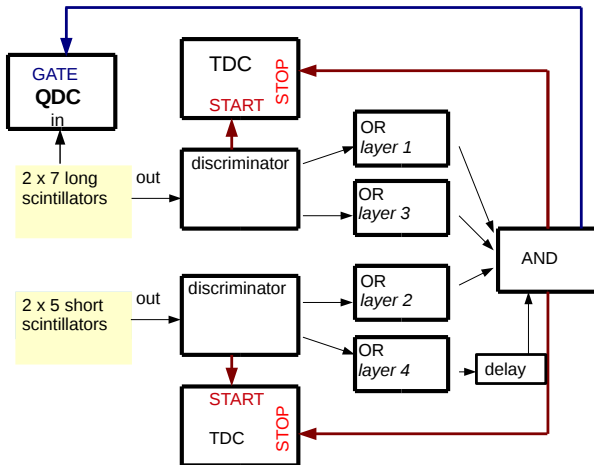 GATE
QDC
in
TDC
START
STOP
2 x 7 long
scintillators
out
discriminator
OR
layer 1
OR
layer 3
AND
2 x 5 short
scintillators
out
discriminator
OR
layer 2
OR
layer 4
delay
START
TDC
STOP